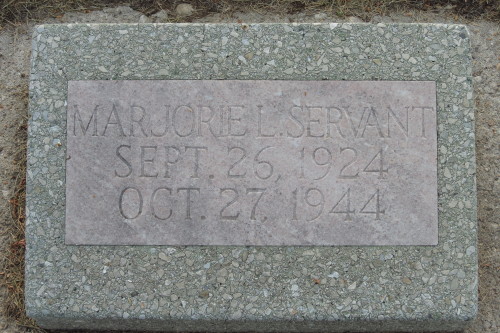 MARJORIE L. SERVANT
SEPT. 26, 1924
OCT. 27. 1944